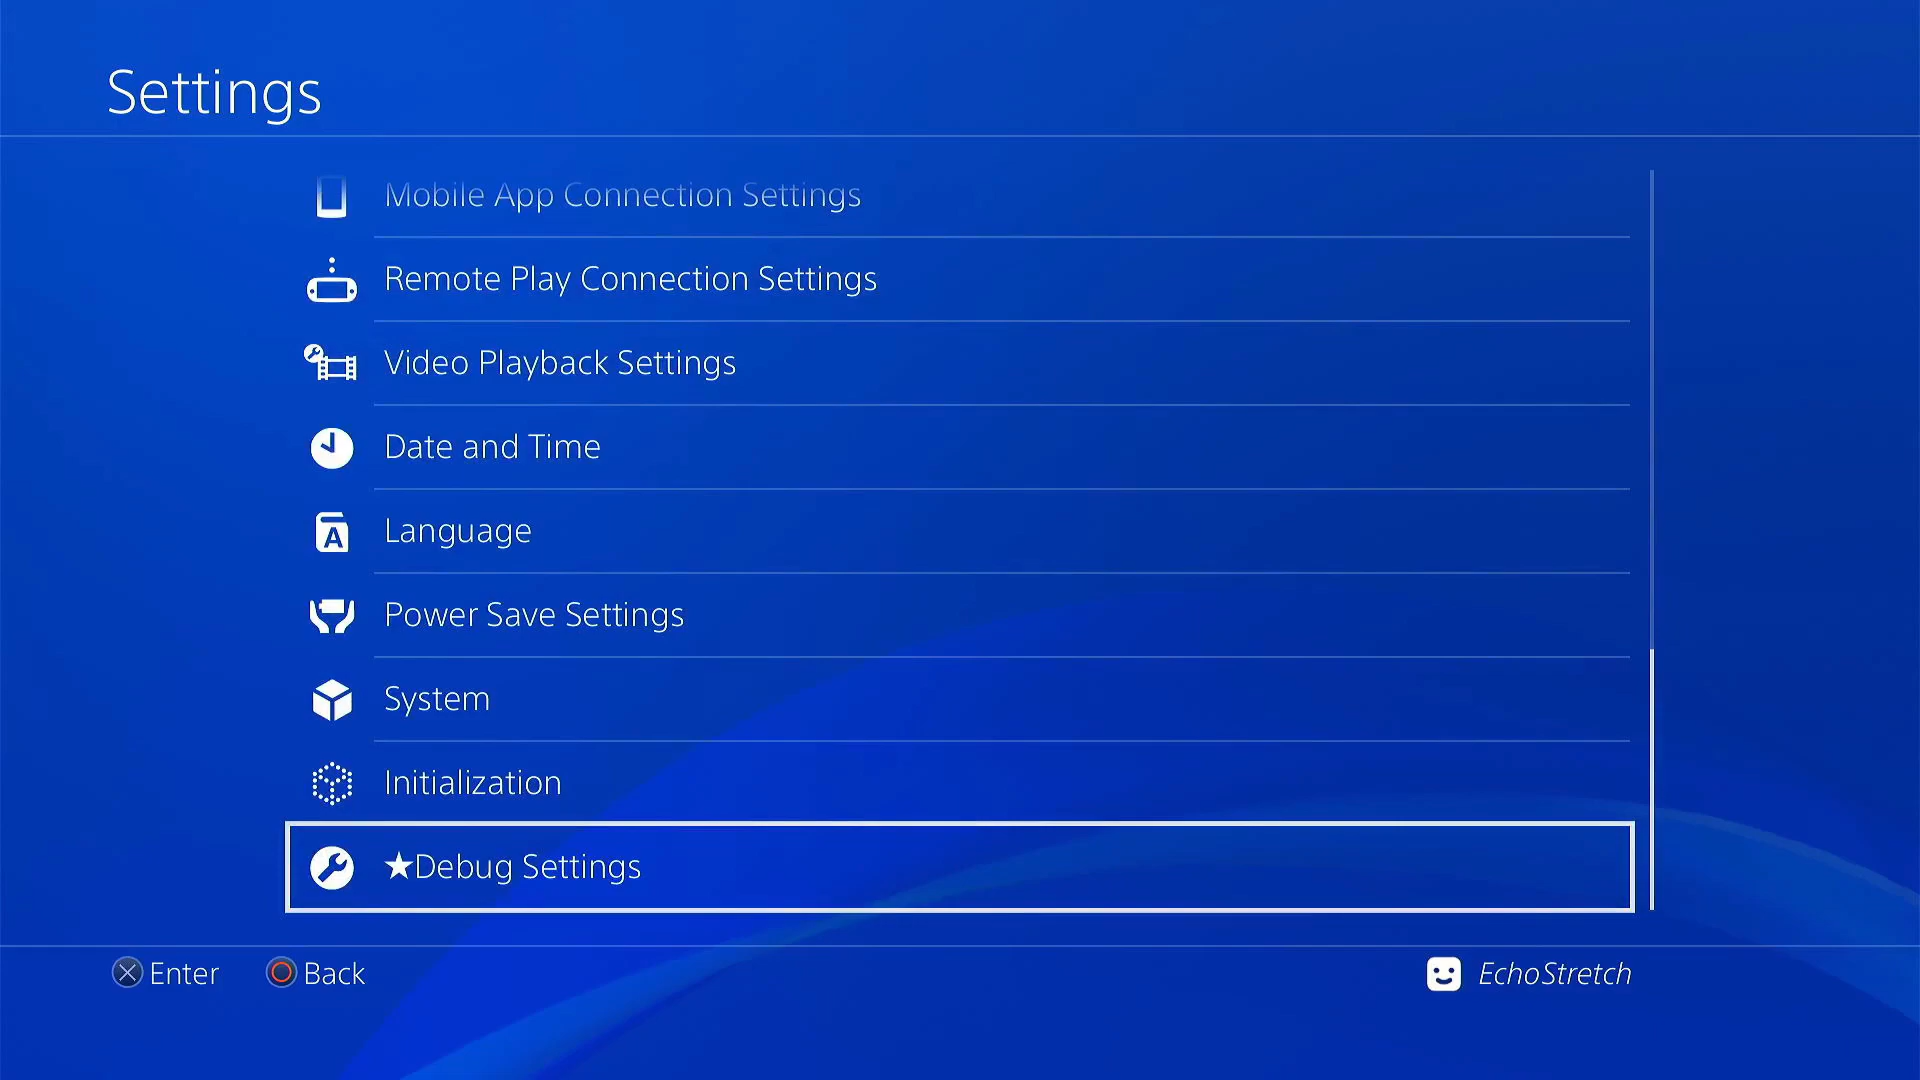 Settings
Mobile App Connection Settings
Remote Play Connection Settings
Video Playback Settings
Date and Time
Language
Power Save Settings
System
Initialization
★Debug Settings
Enter
Back
EchoStretch